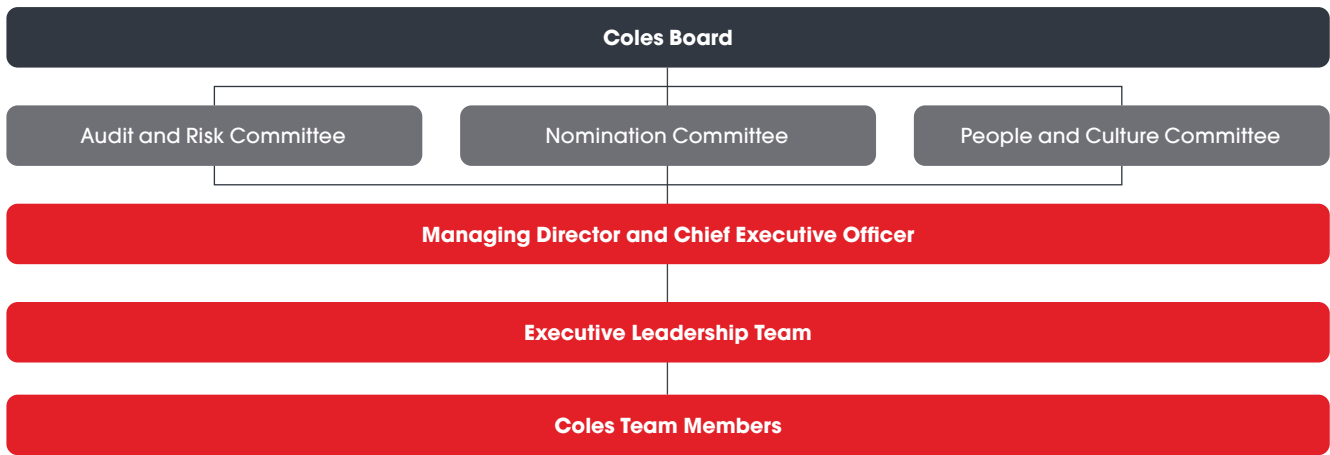 Coles Board
Audit and Risk Committee
Nomination Committee
People and Culture Committee
Managing Director and Chief Executive Officer
Executive Leadership Team
Coles Team Members